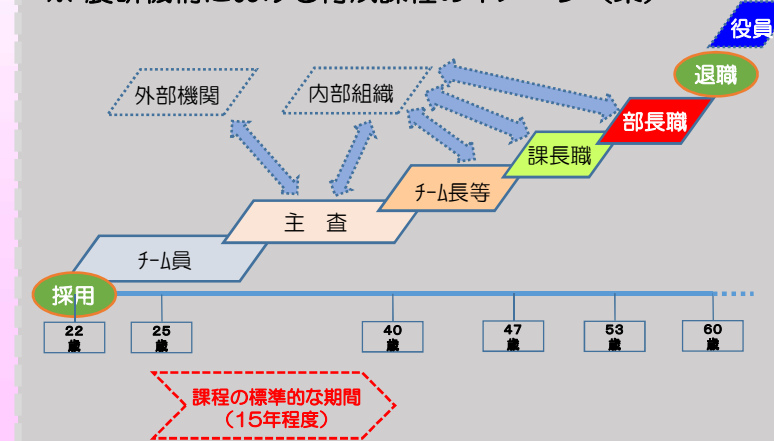 役員
退職
外部機関
内部組織
部長職
課長職
ﾁｰﾑ長等
主 査
ﾁｰﾑ員
採用
22
歳
25
歳
40
歳
47
歳
53
歳
60
歳
課程の標準的な期間
（15年程度）